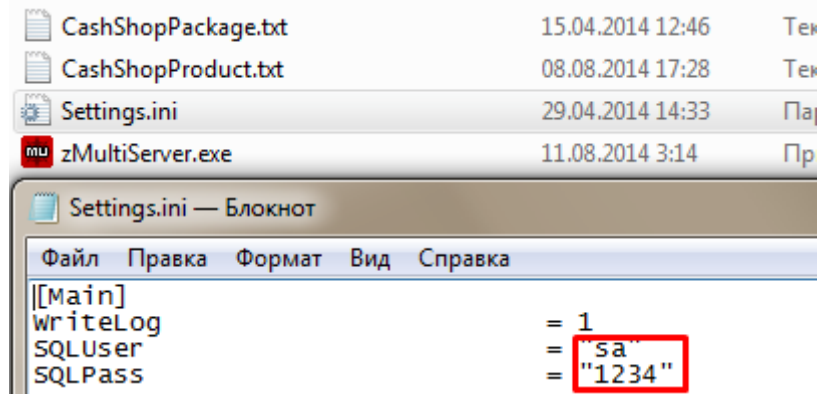 CashShopPackage.txt 15.04.2014 12:46 Тек
CashShopProduct.txt 08.08.2014 17:28 Тек
Settings.ini 29.04.2014 14:33 Пар
mu zMultiServer.exe 11.08.2014 3:14 Пр
Settings.ini — Блокнот
Файл Правка Формат Вид Справка
[Main]
WriteLog = 1
SQLUser = "sa"
SQLPass = "1234"